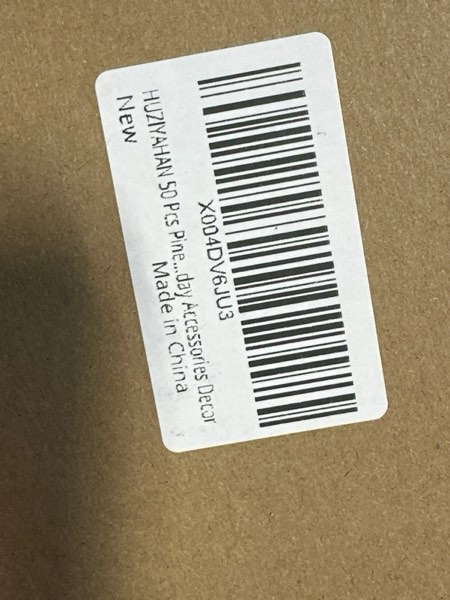 X004DV6JU3
HUZIYAHAN 50 Pcs Pine...day Accessories Decor
New
Made in China